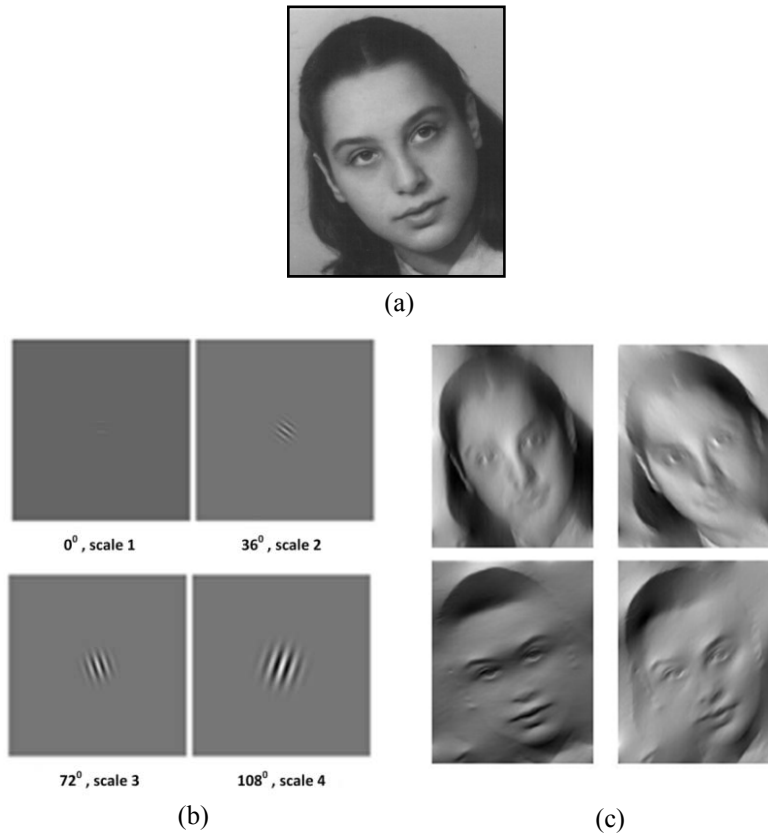 (a)
0⁰ , scale 1
36⁰ , scale 2
72⁰ , scale 3
108⁰ , scale 4
(b)
(c)